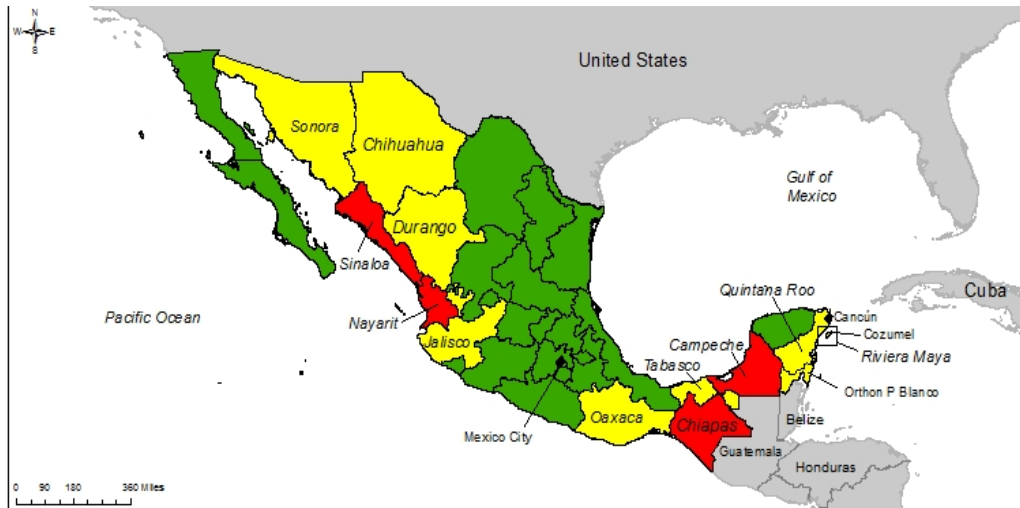 N
W E
S
United States
Sonora
Chihuahua
Gulf of
Mexico
Durango
Sinaloa
Quintana Roo
Cuba
Pacific Ocean
Nayarit
Cancún
Cozumel
Jalisco
Campeche
Riviera Maya
Tabasco
Orthon P Blanco
Oaxaca
Mexico City
Chiapas
Belize
Guatemala
Honduras
0 90 180 360 Miles